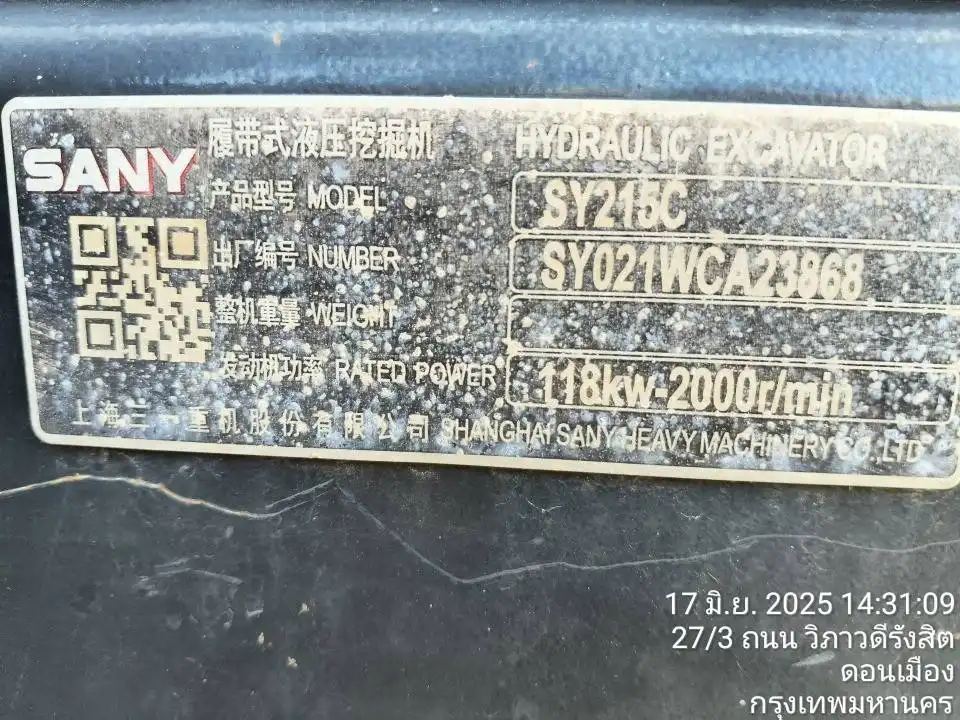 SANY
履带式液压挖掘机 HYDRAULIC EXCAVATOR
产品型号 MODEL SY215C
出厂编号 NUMBER SY021WCA23868
整机重量 WEIGHT
发动机功率 RATED POWER 118kw-2000r/min
上海三一重机股份有限公司 SHANGHAI SANY HEAVY MACHINERY CO.,LTD
17 มิ.ย. 2025 14:31:09
27/3 ถนน วิภาวดีรังสิต
ดอนเมือง
กรุงเทพมหานคร